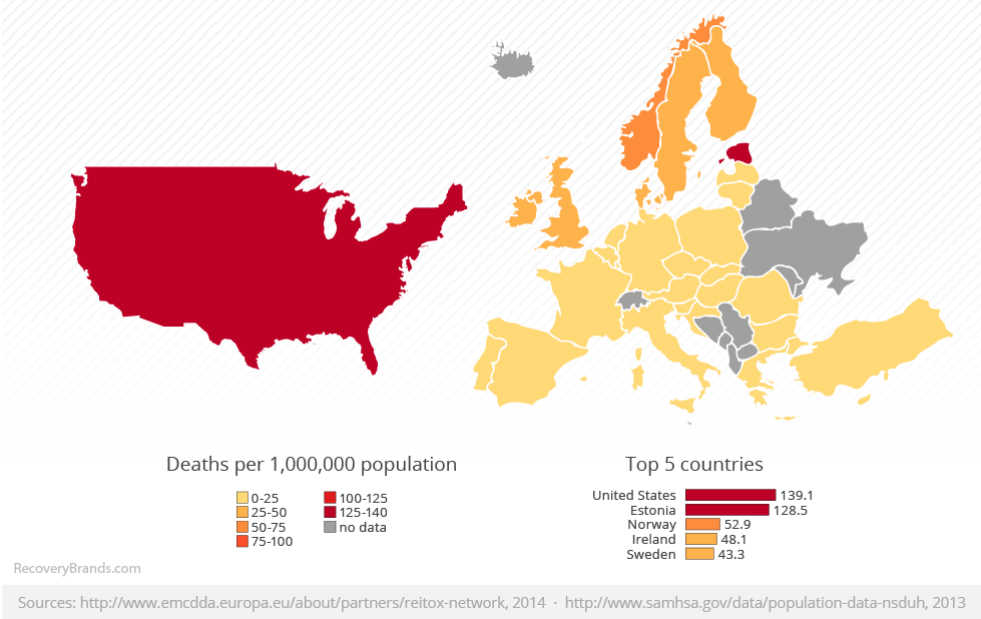 Deaths per 1,000,000 population
0-25
25-50
50-75
75-100
100-125
125-140
no data
Top 5 countries
United States 139.1
Estonia 128.5
Norway 52.9
Ireland 48.1
Sweden 43.3
RecoveryBrands.com
Sources: http://www.emcdda.europa.eu/about/partners/reitox-network, 2014 · http://www.samhsa.gov/data/population-data-nsduh, 2013